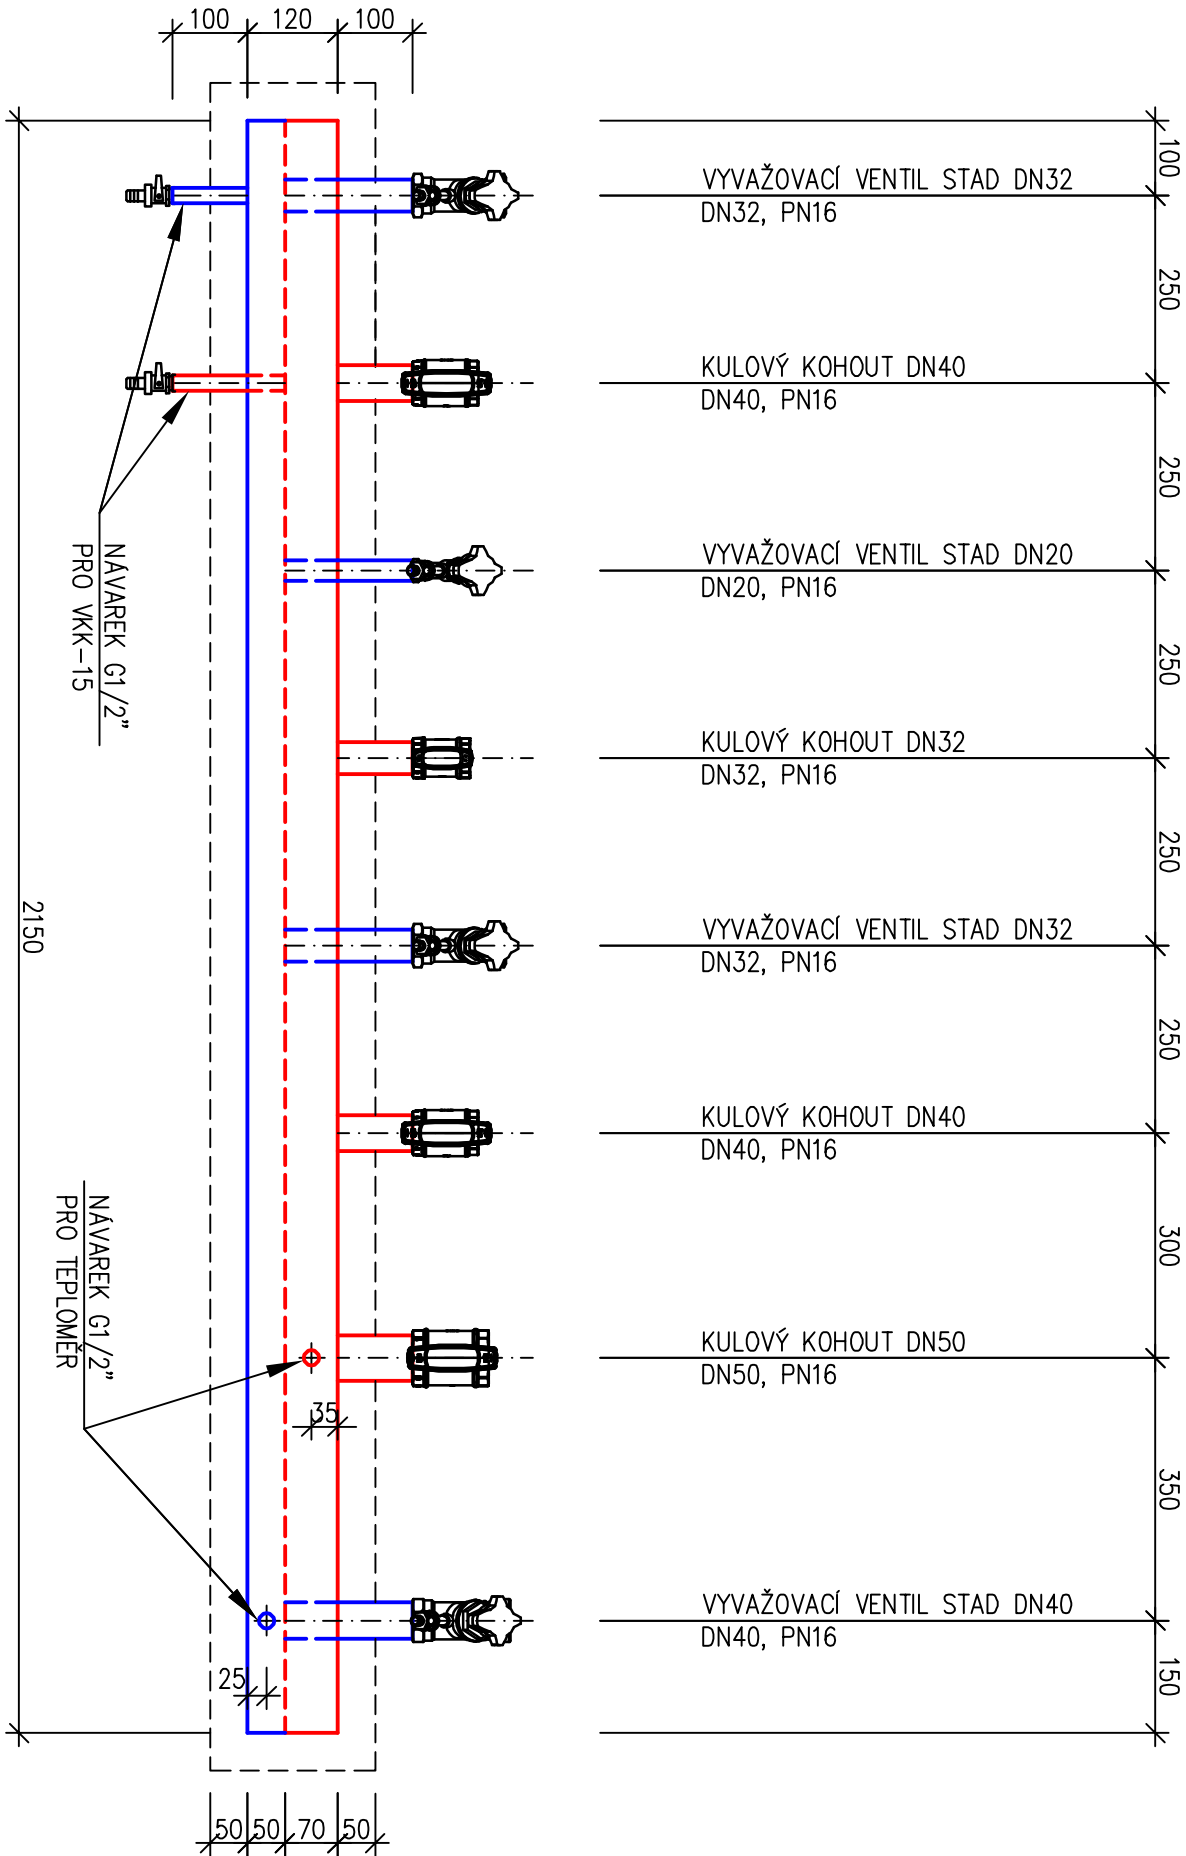 100 120 100
100
VYVAŽOVACÍ VENTIL STAD DN32
DN32, PN16
250
KULOVÝ KOHOUT DN40
DN40, PN16
250
VYVAŽOVACÍ VENTIL STAD DN20
DN20, PN16
250
KULOVÝ KOHOUT DN32
DN32, PN16
250
VYVAŽOVACÍ VENTIL STAD DN32
DN32, PN16
250
KULOVÝ KOHOUT DN40
DN40, PN16
300
KULOVÝ KOHOUT DN50
DN50, PN16
350
VYVAŽOVACÍ VENTIL STAD DN40
DN40, PN16
150
NÁVAREK G1/2"
PRO VKK-15
2150
NÁVAREK G1/2"
PRO TEPLOMĚR
35
25
50 50 70 50